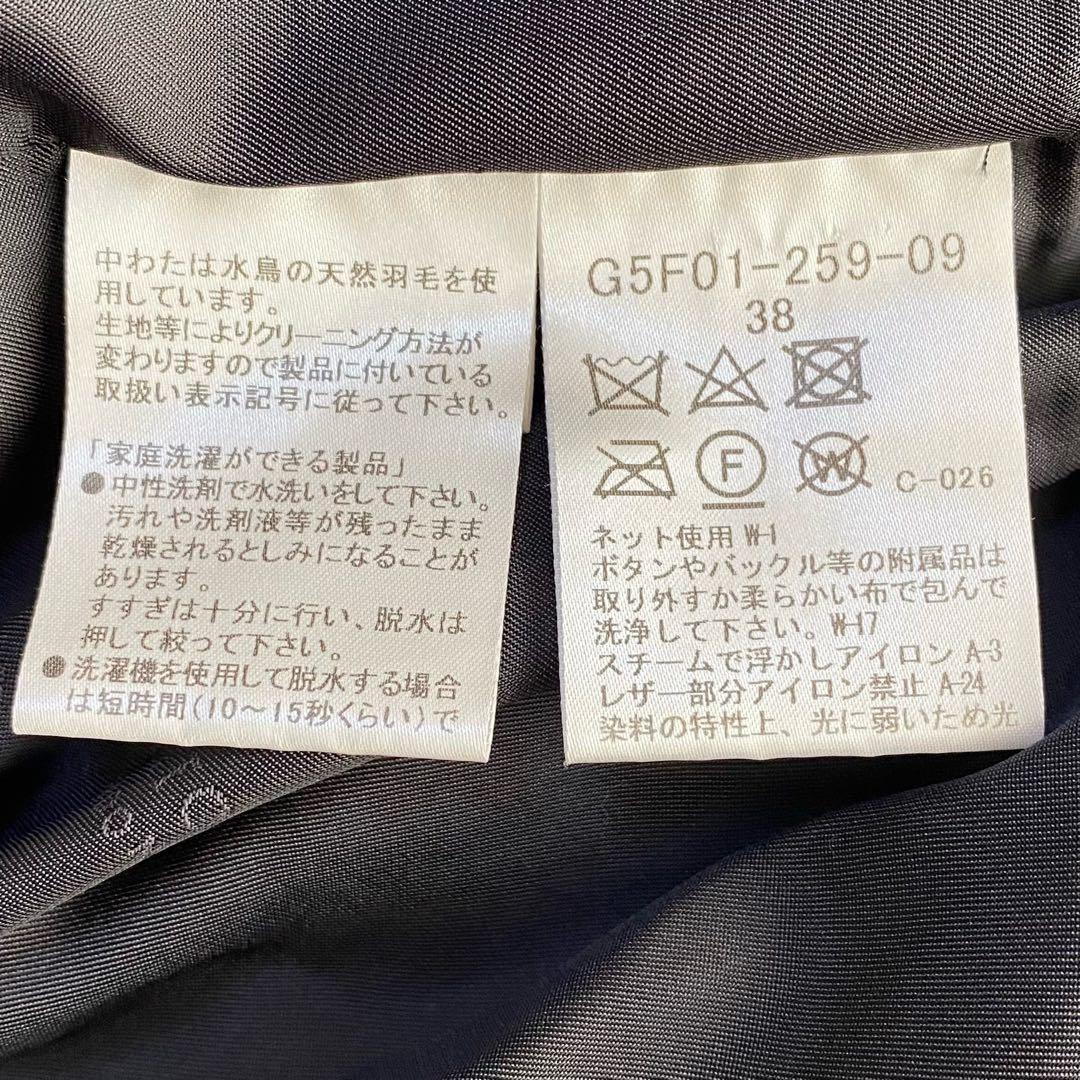 中わたは水鳥の天然羽毛を使
用しています。
生地等によりクリーニング方法が
変わりますので製品に付いている
取扱い表示記号に従って下さい。
「家庭洗濯ができる製品」
●中性洗剤で水洗いをして下さい。
汚れや洗剤液等が残ったまま
乾燥されるとしみになることが
あります。
すすぎは十分に行い、脱水は
押して絞って下さい。
●洗濯機を使用して脱水する場合
は短時間(10～15秒くらい)で
G5F01-259-09
38
F W C-026
ネット使用 W-1
ボタンやバックル等の附属品は
取り外すか柔らかい布で包んで
洗浄して下さい。W-17
スチームで浮かしアイロン A-3
レザー部分アイロン禁止 A-24
染料の特性上、光に弱いため光